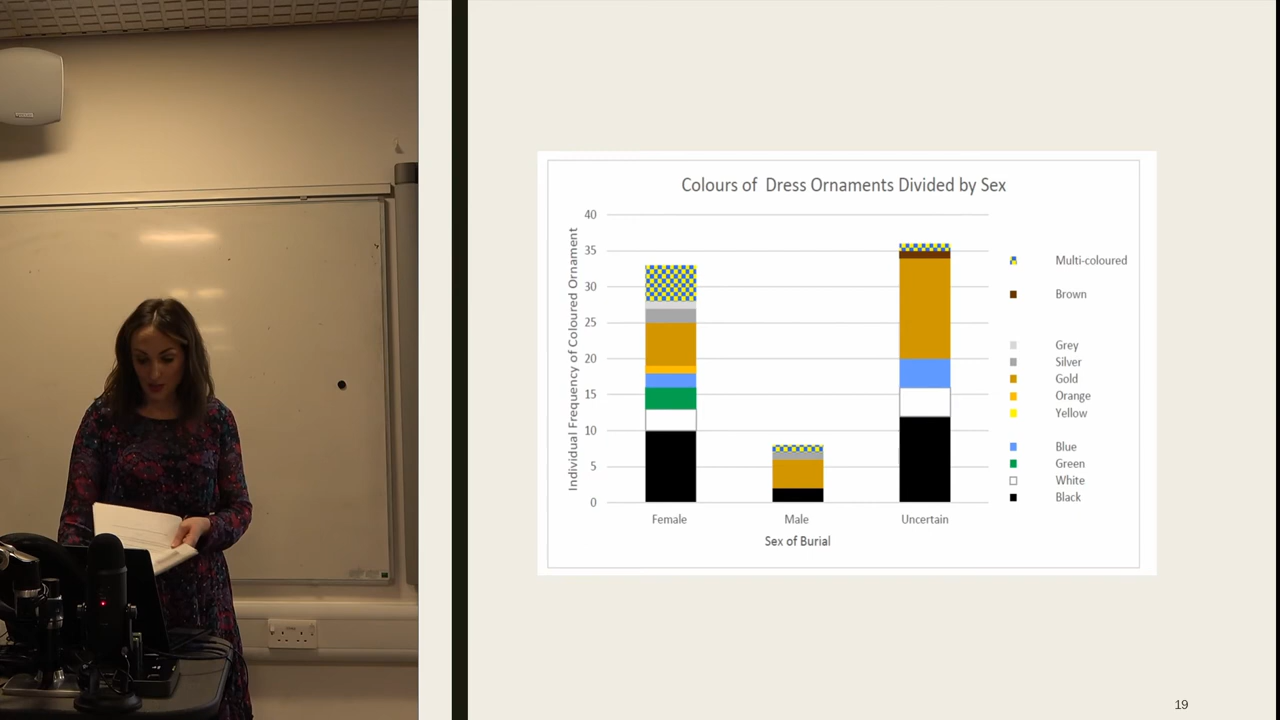 Colours of Dress Ornaments Divided by Sex
Individual Frequency of Coloured Ornament
40
35
30
25
20
15
10
5
0
Female
Male
Uncertain
Sex of Burial
Multi-coloured
Brown
Grey
Silver
Gold
Orange
Yellow
Blue
Green
White
Black
19